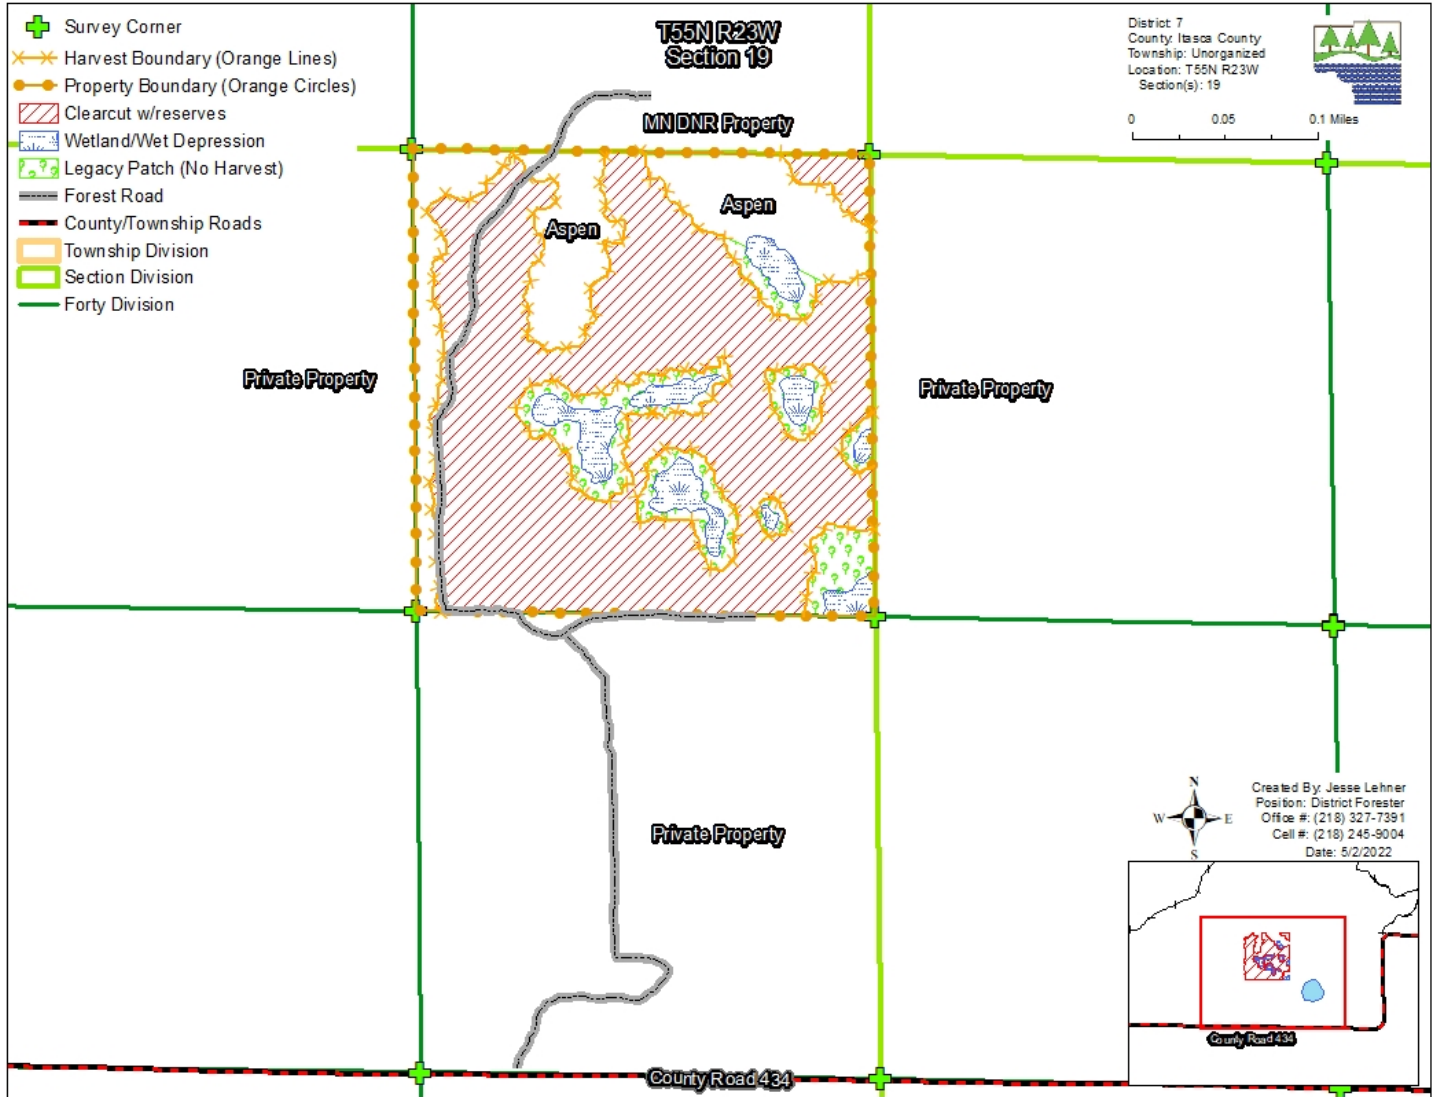 Survey Corner
Harvest Boundary (Orange Lines)
Property Boundary (Orange Circles)
Clearcut w/reserves
Wetland/Wet Depression
Legacy Patch (No Harvest)
Forest Road
County/Township Roads
Township Division
Section Division
Forty Division
T55N R23W
Section 19
District: 7
County: Itasca County
Township: Unorganized
Location: T55N R23W
Section(s): 19
0 0.05 0.1 Miles
MN DNR Property
Aspen
Aspen
Private Property
Private Property
Private Property
N
W E
S
Created By: Jesse Lehner
Position: District Forester
Office #: (218) 327-7391
Cell #: (218) 245-9004
Date: 5/2/2022
County Road 434
County Road 434